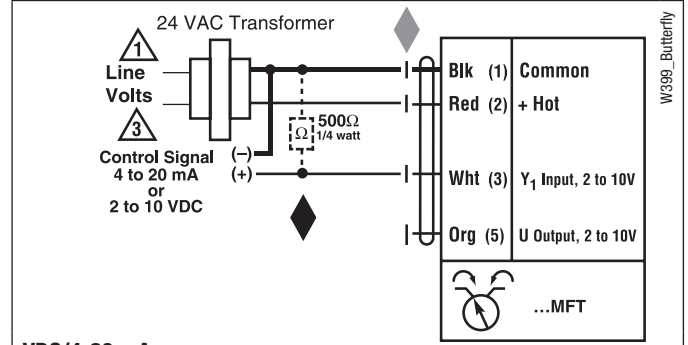 24 VAC Transformer
1
Line
Volts
3
Control Signal
4 to 20 mA
or
2 to 10 VDC
(–)
(+)
Ω
500Ω
1/4 watt
Blk (1) Common
Red (2) + Hot
Wht (3) Y1 Input, 2 to 10V
Org (5) U Output, 2 to 10V
...MFT
W399_Butterfly